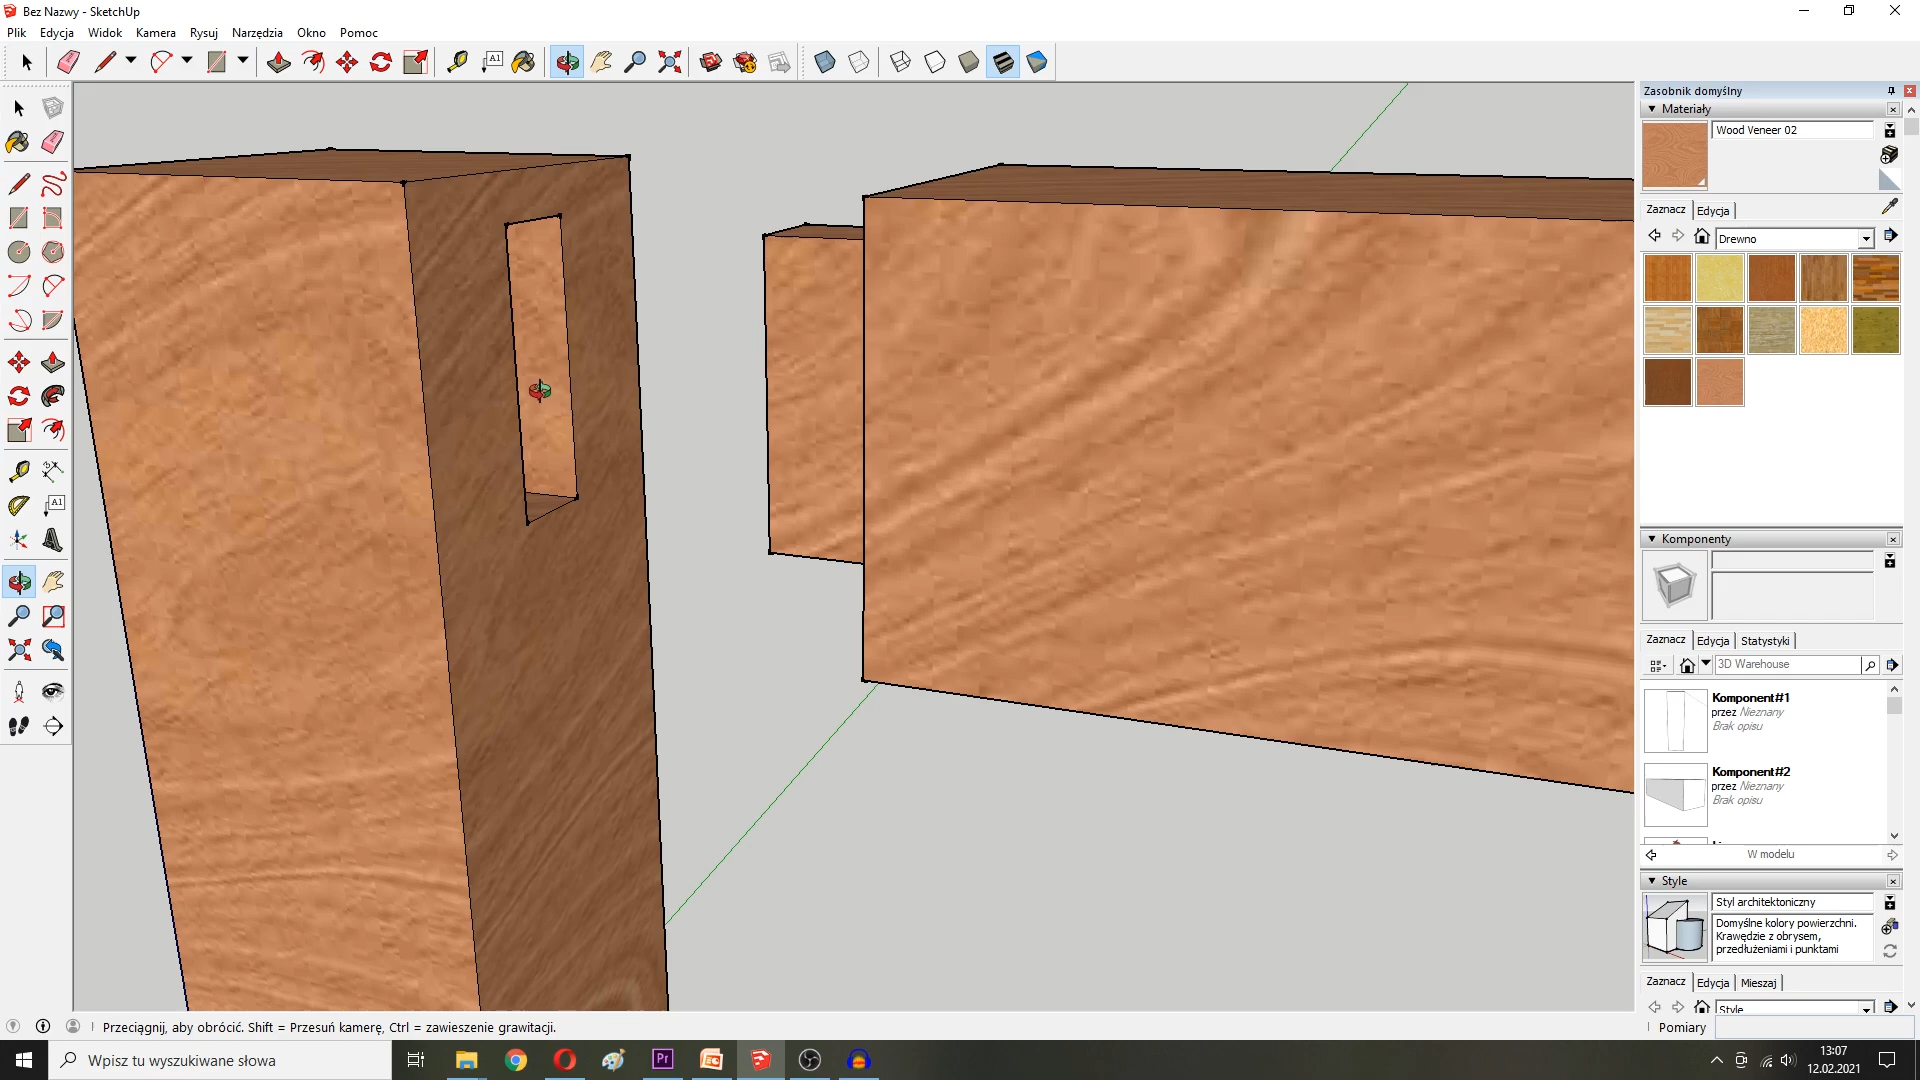 Bez Nazwy - SketchUp
Plik Edycja Widok Kamera Rysuj Narzędzia Okno Pomoc
A1
Zasobnik domyślny
Materiały
Wood Veneer 02
Zaznacz Edycja
Drewno
A1
Komponenty
Zaznacz Edycja Statystyki
3D Warehouse
Komponent#1
przez Nieznany
Brak opisu
Komponent#2
przez Nieznany
Brak opisu
W modelu
Style
Styl architektoniczny
Domyślne kolory powierzchni.
Krawędzie z obrysem,
przedłużeniami i punktami
Zaznacz Edycja Mieszaj
Style
Przeciągnij, aby obrócić. Shift = Przesuń kamerę, Ctrl = zawieszenie grawitacji.
Pomiary
Wpisz tu wyszukiwane słowa
Pr
13:07
12.02.2021